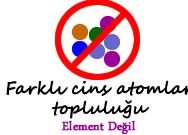 Farklı cins atomlar
topluluğu
Element Değil